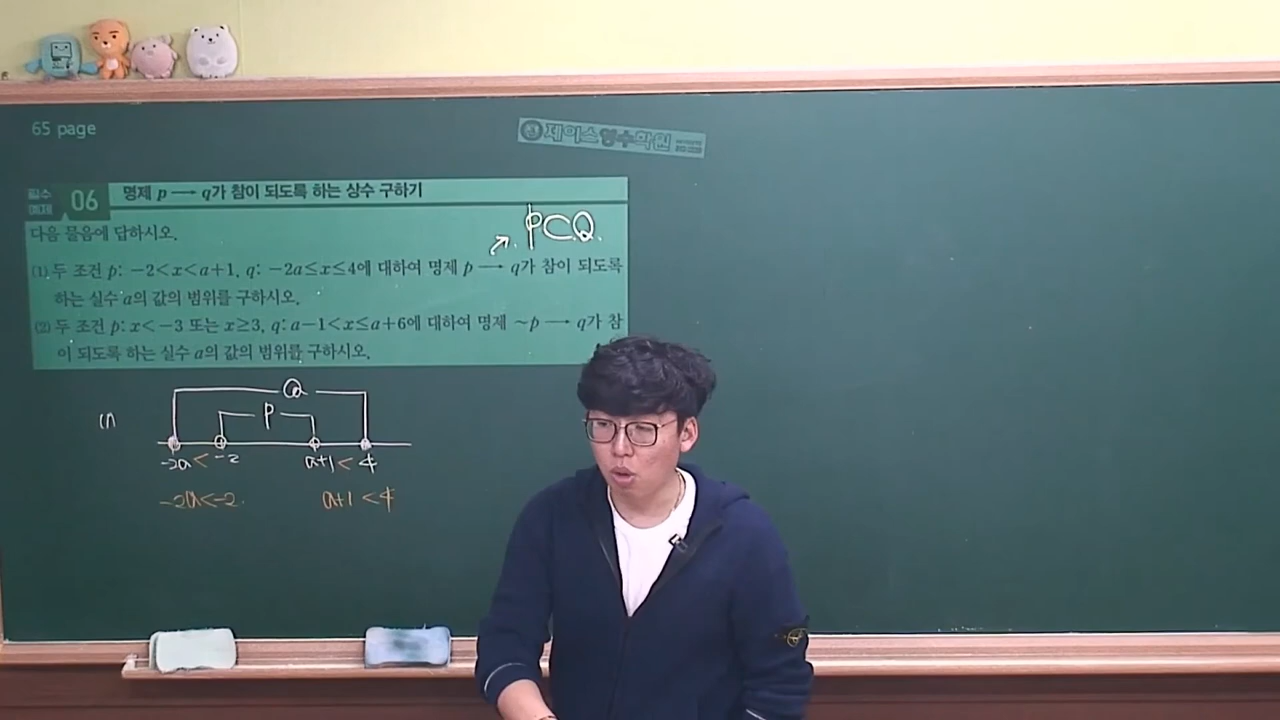 65 page
제이스영수학원
필수 예제 06 명제 p → q가 참이 되도록 하는 상수 구하기
P⊂Q
다음 물음에 답하시오.
(1) 두 조건 p: −2<x<a+1, q: −2a≤x≤4에 대하여 명제 p → q가 참이 되도록
하는 실수 a의 값의 범위를 구하시오.
(2) 두 조건 p: x<−3 또는 x≥3, q: a−1<x≤a+6에 대하여 명제 ~p → q가 참
이 되도록 하는 실수 a의 값의 범위를 구하시오.
Q
(1) P
-2a < -2 a+1 < 4
-2a<-2 a+1 <4